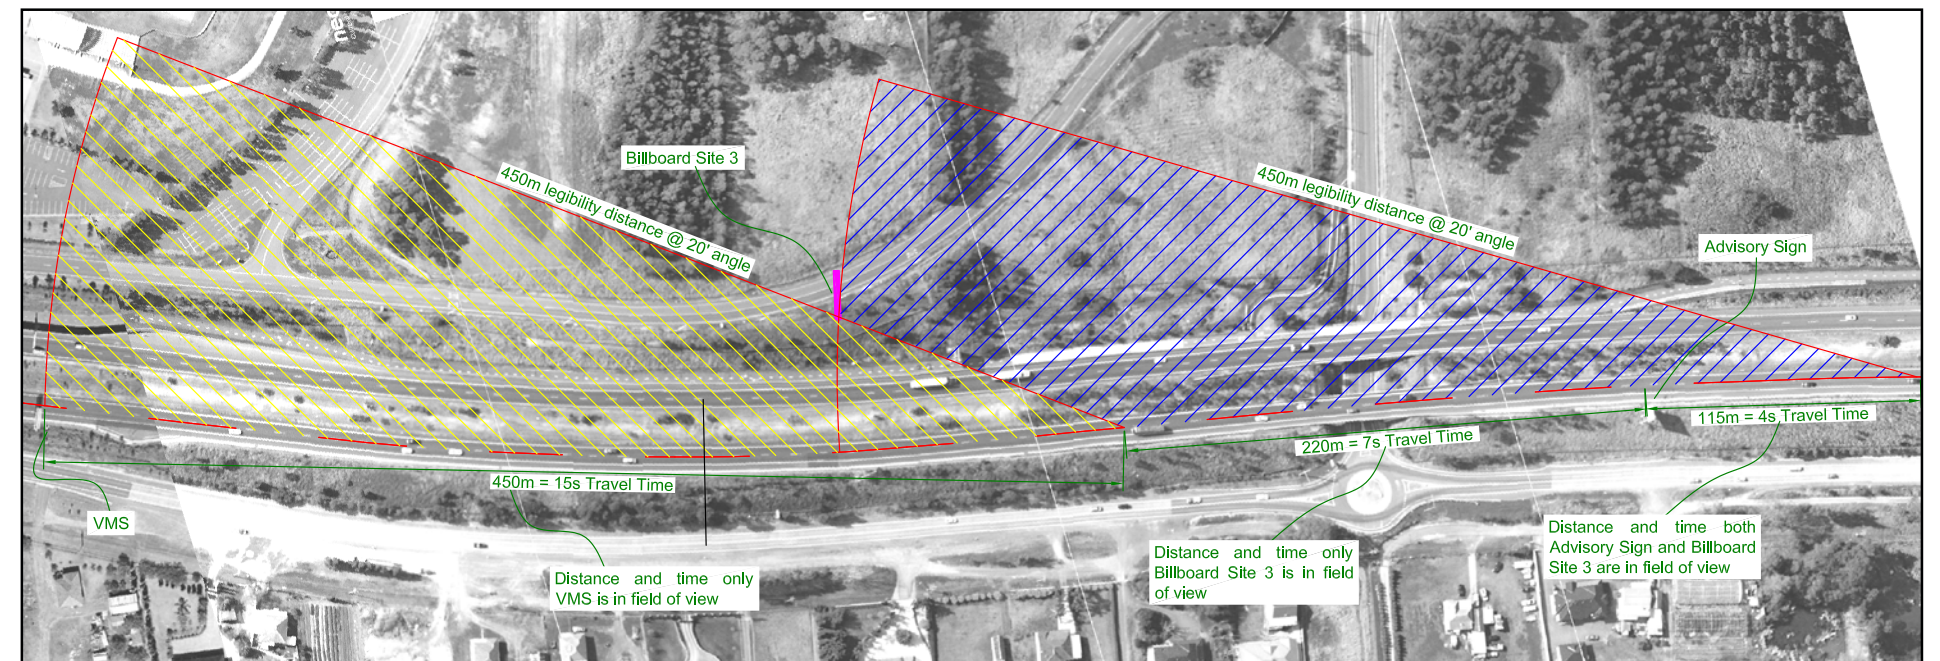 Billboard Site 3
450m legibility distance @ 20' angle
450m legibility distance @ 20' angle
Advisory Sign
115m = 4s Travel Time
220m = 7s Travel Time
450m = 15s Travel Time
VMS
Distance and time both
Advisory Sign and Billboard
Site 3 are in field of view
Distance and time only
Billboard Site 3 is in field
of view
Distance and time only
VMS is in field of view